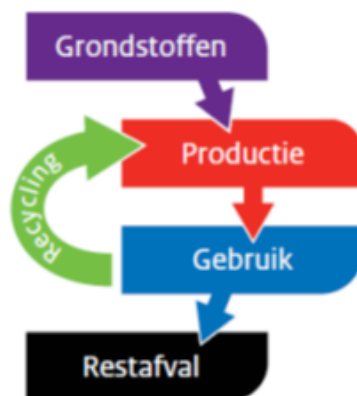 Grondstoffen
Productie
Recycling
Gebruik
Restafval